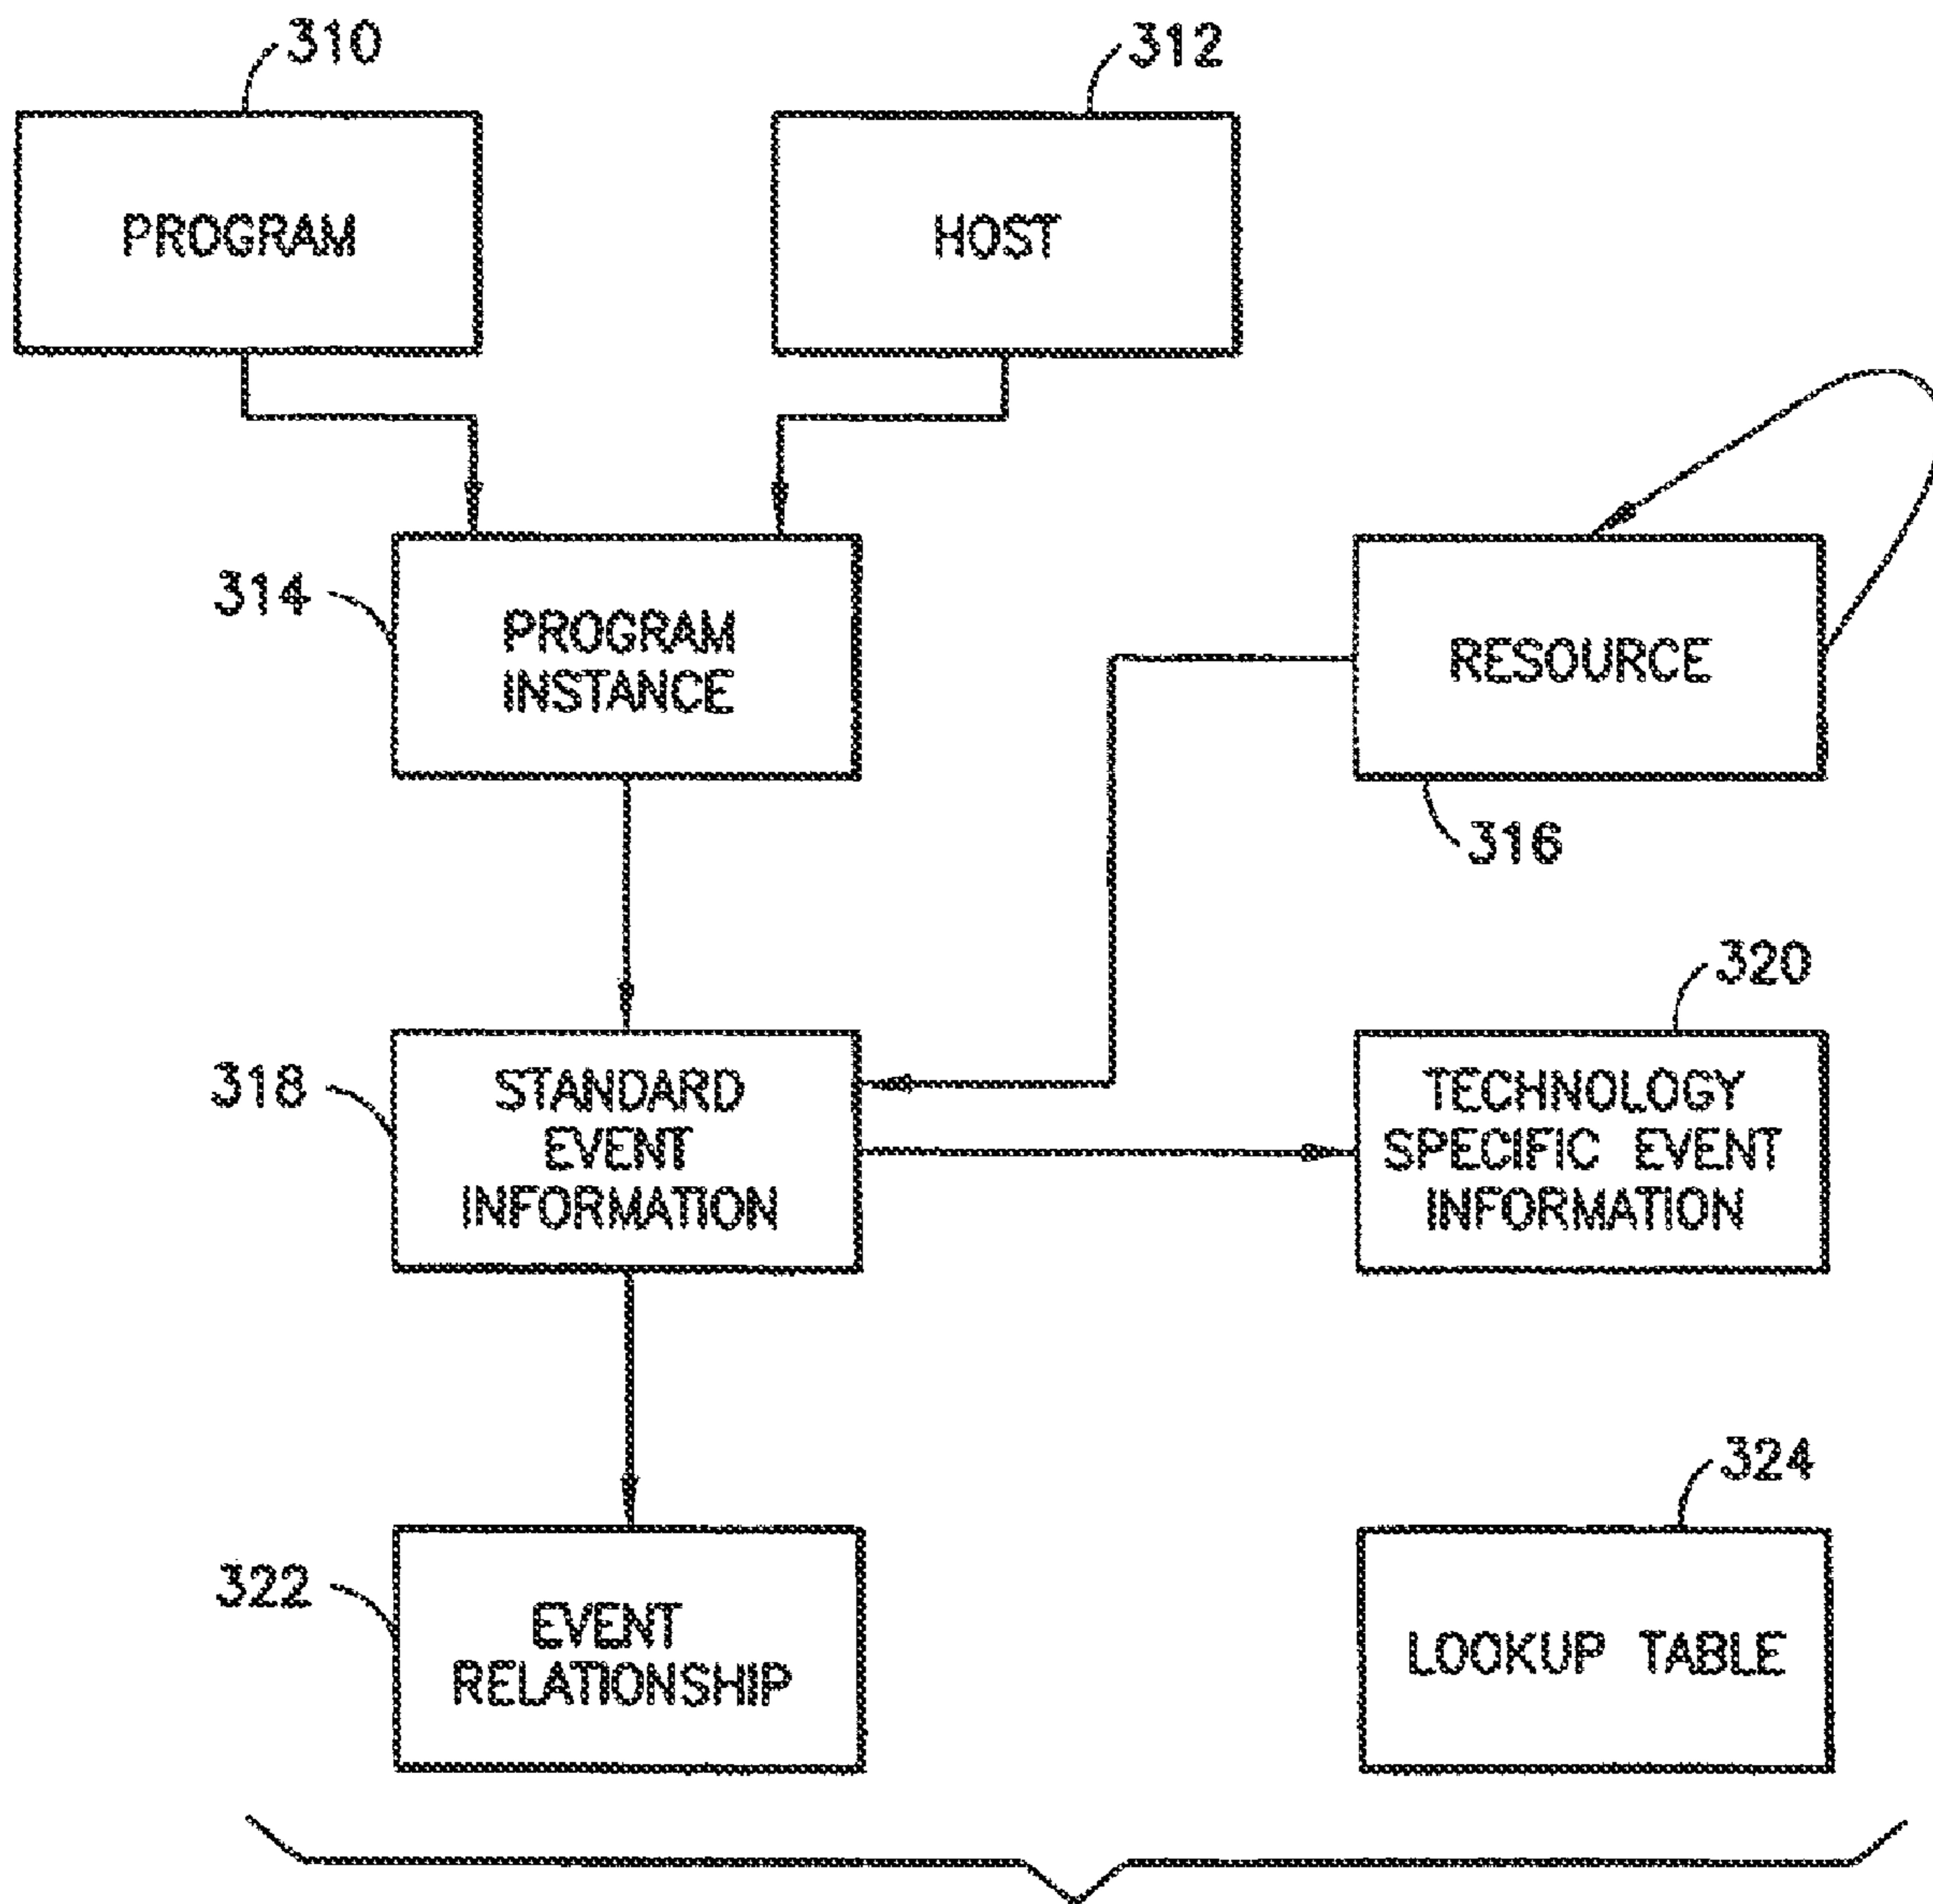 310
312
PROGRAM
HOST
314
PROGRAM
INSTANCE
RESOURCE
316
318
STANDARD
EVENT
INFORMATION
320
TECHNOLOGY
SPECIFIC EVENT
INFORMATION
322
EVENT
RELATIONSHIP
324
LOOKUP TABLE